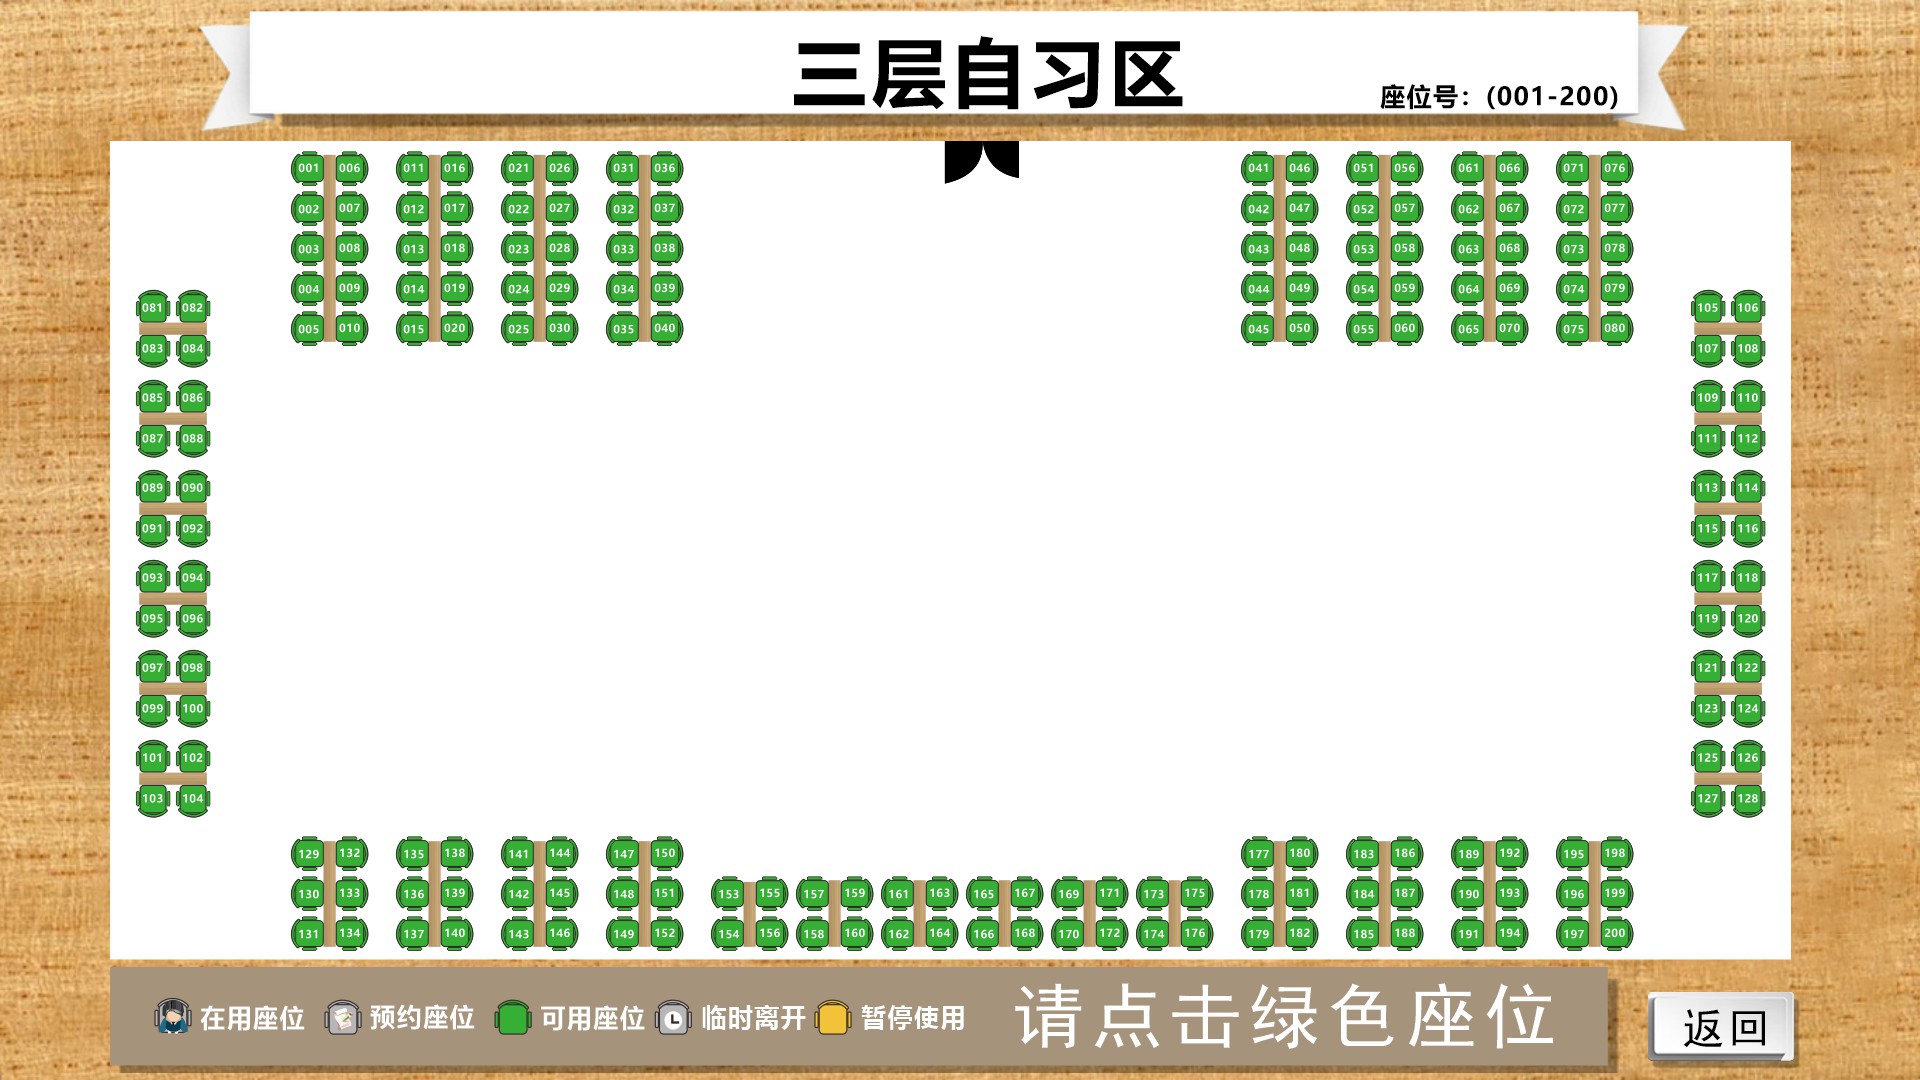 三层自习区
座位号：(001-200)
001 006 011 016 021 026 031 036 041 046 051 056 061 066 071 076
002 007 012 017 022 027 032 037 042 047 052 057 062 067 072 077
003 008 013 018 023 028 033 038 043 048 053 058 063 068 073 078
004 009 014 019 024 029 034 039 044 049 054 059 064 069 074 079
081 082 105 106
005 010 015 020 025 030 035 040 045 050 055 060 065 070 075 080
083 084 107 108
085 086 109 110
087 088 111 112
089 090 113 114
091 092 115 116
093 094 117 118
095 096 119 120
097 098 121 122
099 100 123 124
101 102 125 126
103 104 127 128
129 132 135 138 141 144 147 150 177 180 183 186 189 192 195 198
130 133 136 139 142 145 148 151 153 155 157 159 161 163 165 167 169 171 173 175 178 181 184 187 190 193 196 199
131 134 137 140 143 146 149 152 154 156 158 160 162 164 166 168 170 172 174 176 179 182 185 188 191 194 197 200
在用座位 预约座位 可用座位 临时离开 暂停使用 请点击绿色座位
返回